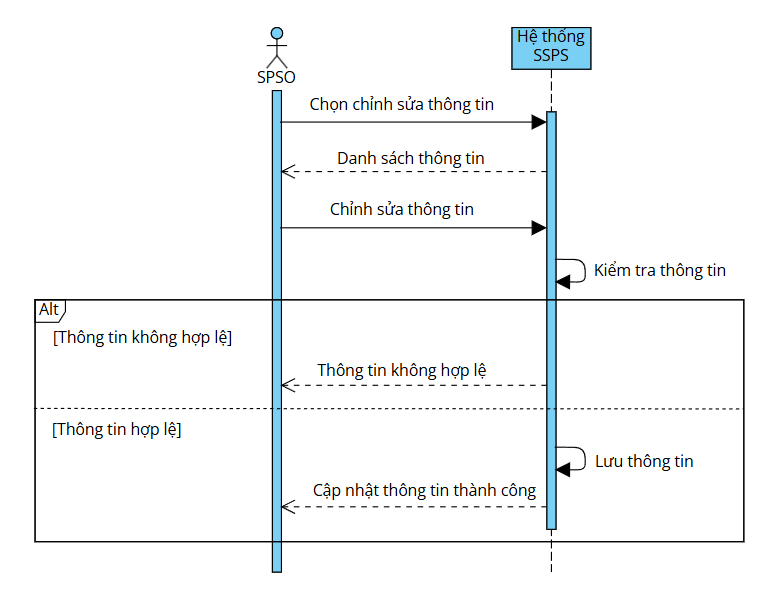 Hệ thống
SSPS
SPSO
Chọn chỉnh sửa thông tin
Danh sách thông tin
Chỉnh sửa thông tin
Kiểm tra thông tin
Alt
[Thông tin không hợp lệ]
Thông tin không hợp lệ
[Thông tin hợp lệ]
Lưu thông tin
Cập nhật thông tin thành công